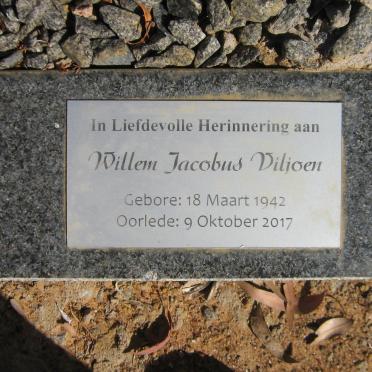 In Liefdevolle Herinnering aan
Willem Jacobus Viljoen
Gebore: 18 Maart 1942
Oorlede: 9 Oktober 2017